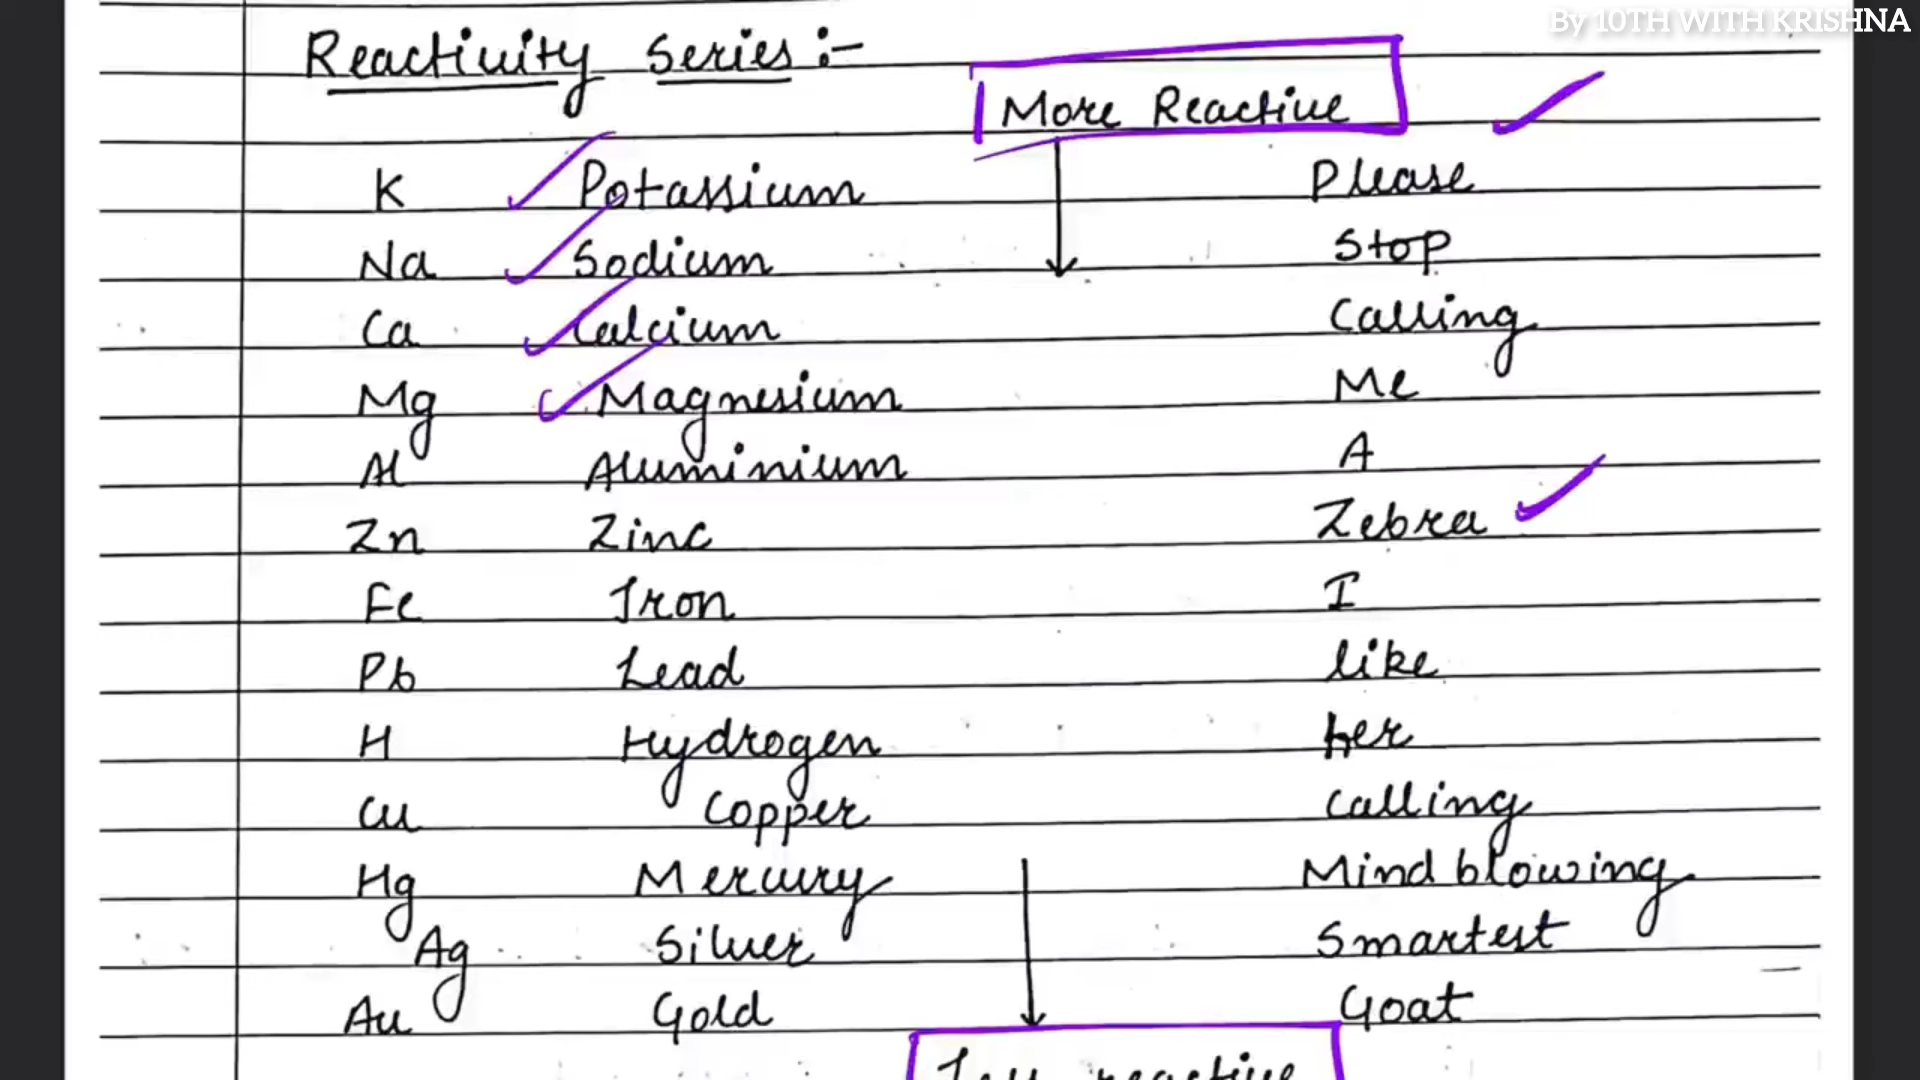 By 10TH WITH KRISHNA
Reactivity Series :-
More Reactive
K Potassium Please
Na Sodium Stop
Ca Calcium Calling
Mg Magnesium Me
Al Aluminium A
Zn Zinc Zebra
Fe Iron I
Pb Lead like
H Hydrogen her
Cu Copper calling
Hg Mercury Mind blowing
Ag Silver Smartest
Au Gold Goat
reactive